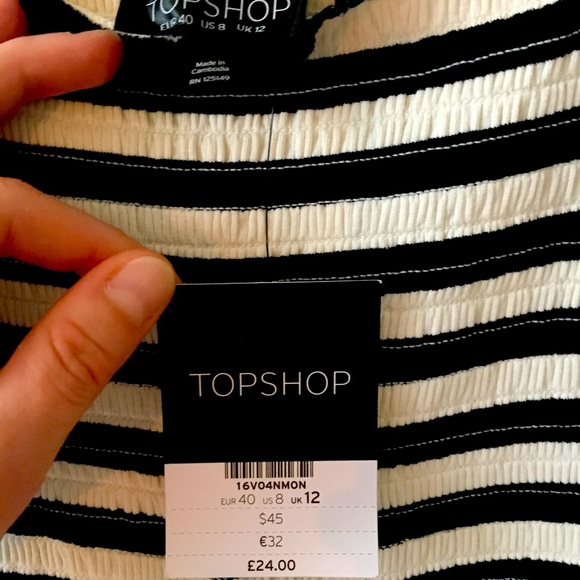 TOPSHOP
EUR 40 US 8 UK 12
Made in
Cambodia
RN 125149
TOPSHOP
16V04NMON
EUR 40 US 8 UK 12
$45
€32
£24.00